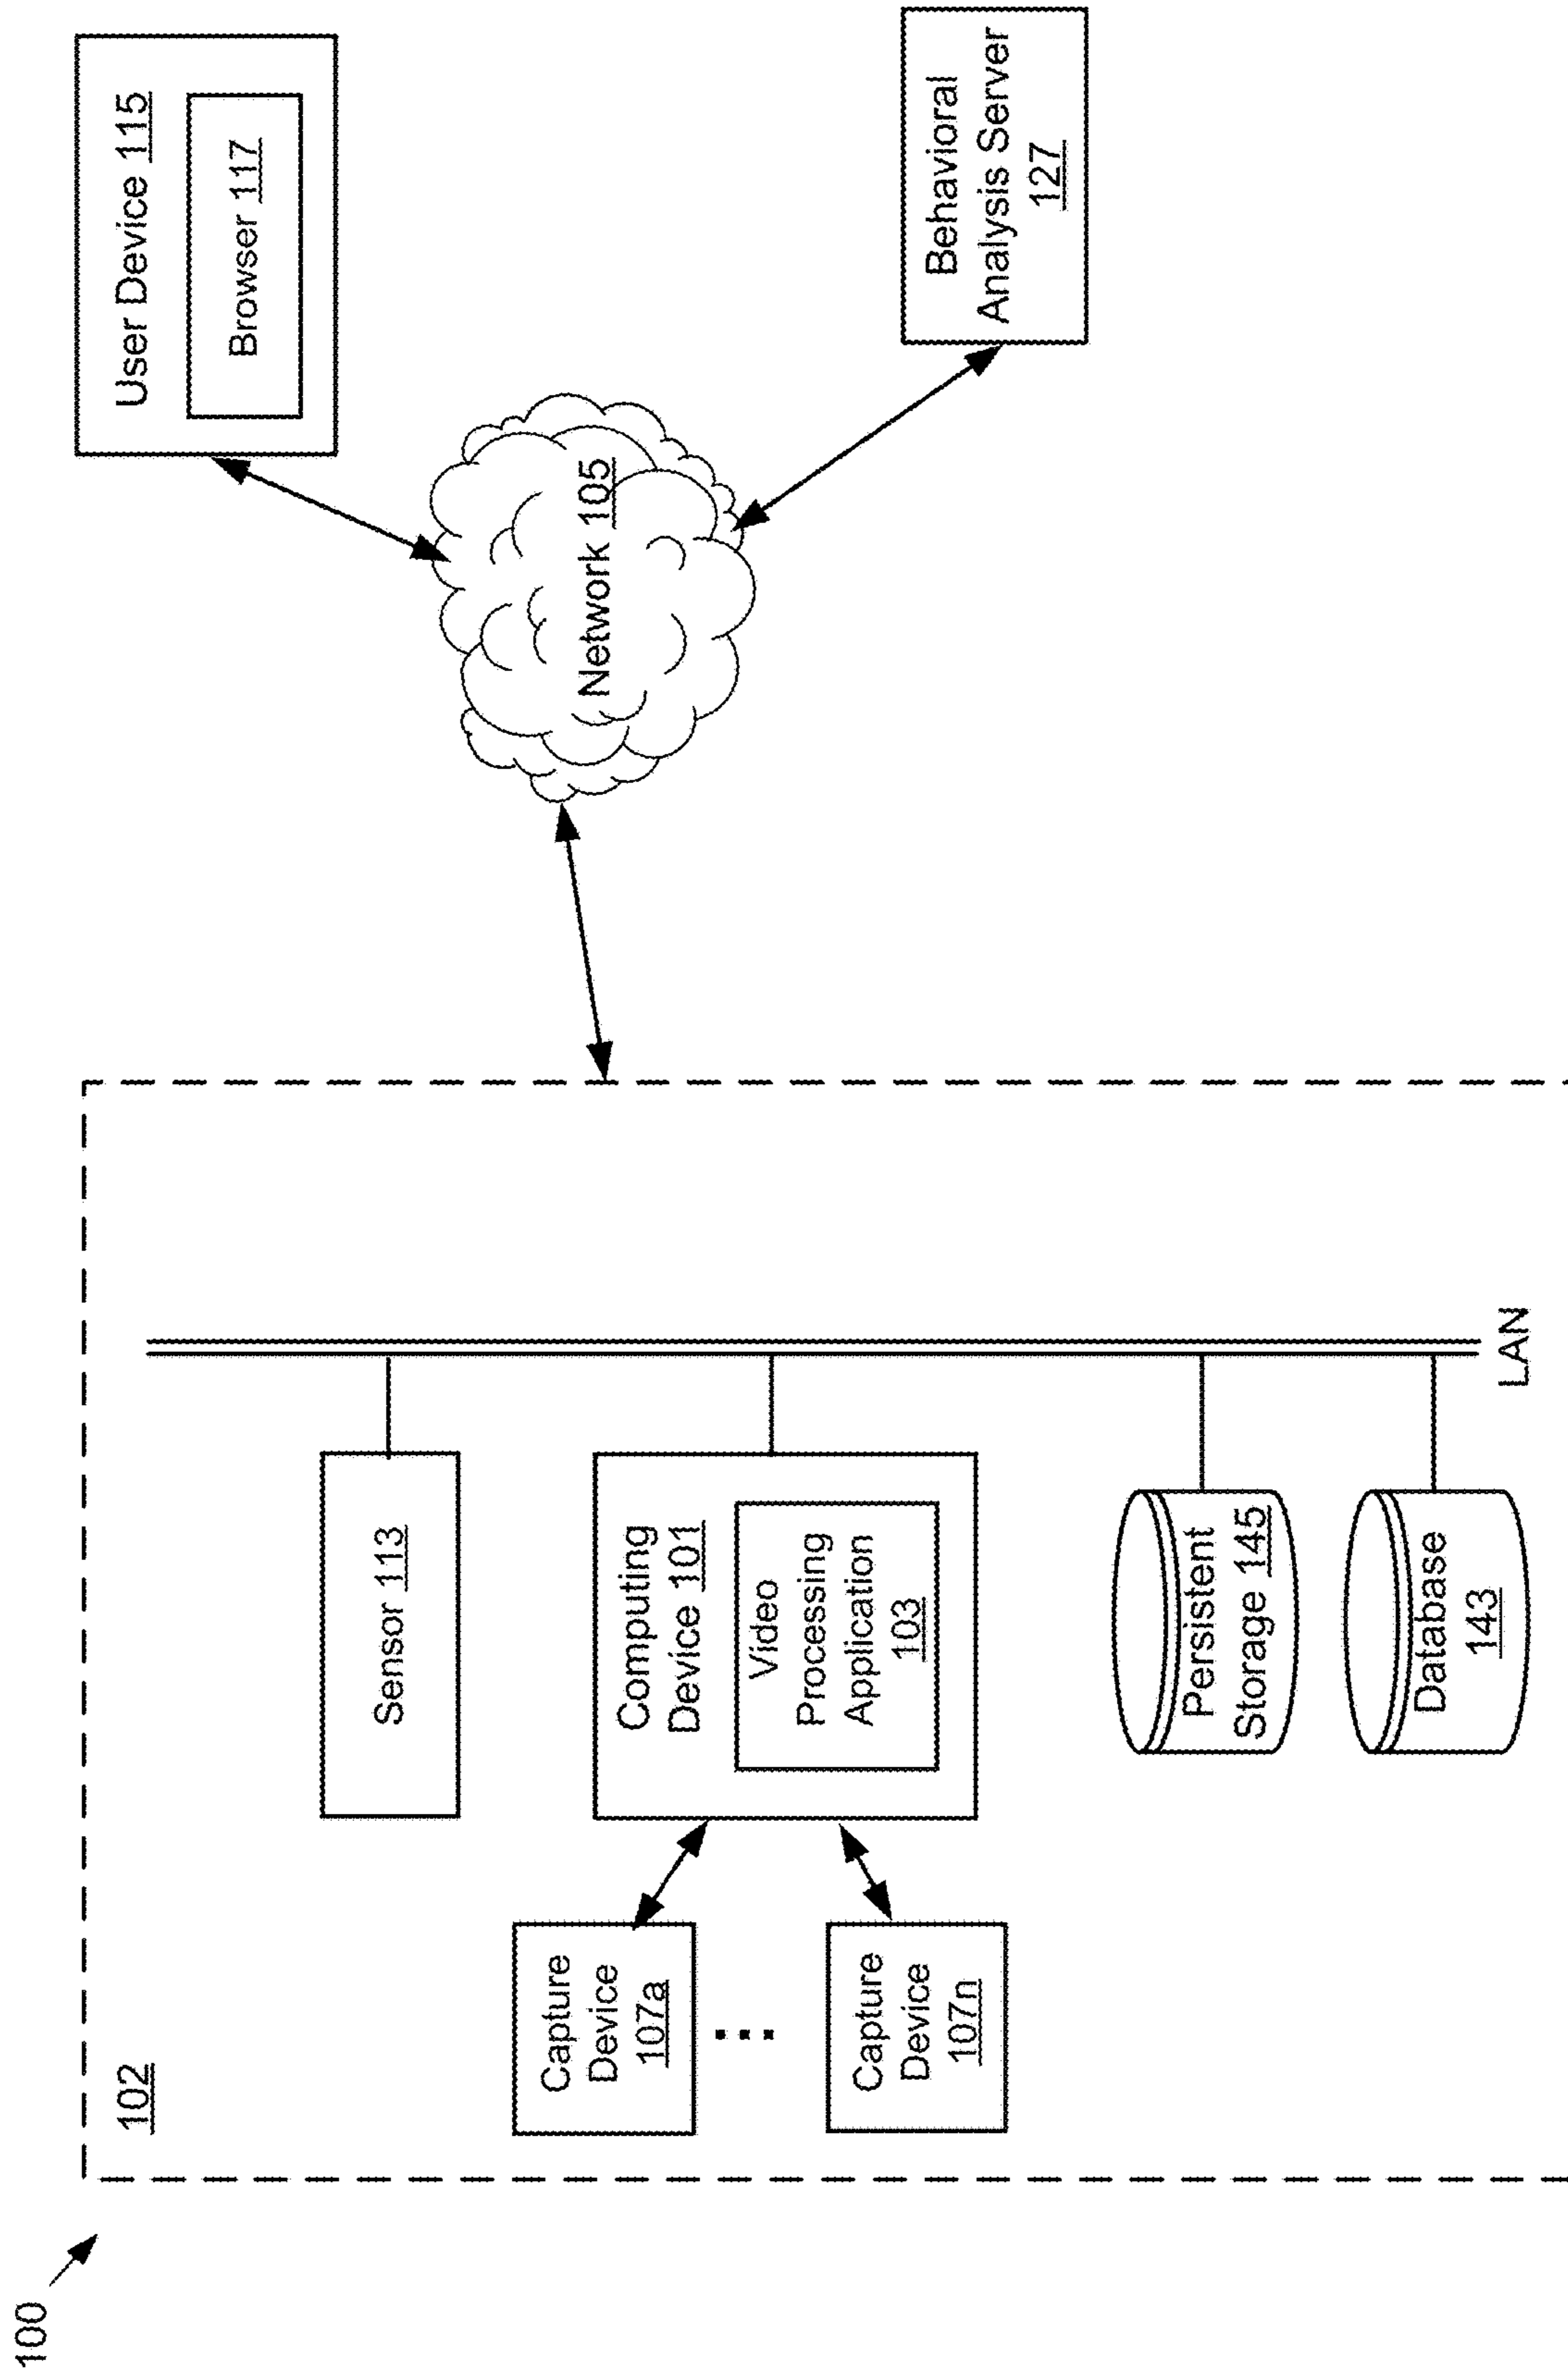 100
102
Capture
Device
107a
...
Capture
Device
107n
Sensor 113
Computing
Device 101
Video
Processing
Application
103
Persistent
Storage 145
Database
143
LAN
Network 105
User Device 115
Browser 117
Behavioral
Analysis Server
127